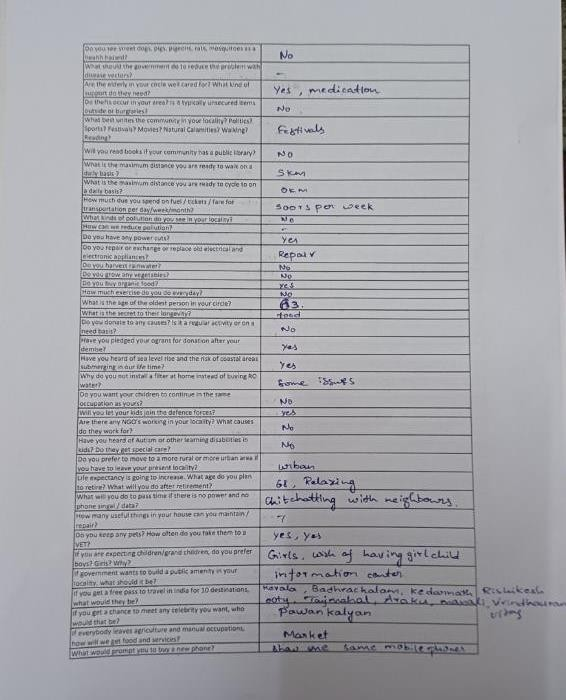 Do you see street dogs, pigs, pigeons, rats, mosquitoes as a health hazard? No
What should the government do to reduce the problem with disease vectors? -
Are the elderly in your circle well cared for? What kind of support do they need? Yes, medication
Do thefts occur in your area? Is it typically unsecured items outside or burglaries? No
What best unites the community in your locality? Politics? Sports? Festivals? Movies? Natural Calamities? Walking? Reading? Festivals
Will you read books if your community has a public library? NO
What is the maximum distance you are ready to walk on a daily basis? 5km
What is the maximum distance you are ready to cycle to on a daily basis? 0km
How much due you spend on fuel / tickets / fare for transportation per day/week/month? 500rs per week
What kinds of pollution do you see in your locality? No
How can we reduce pollution? -
Do you have any power cuts? Yes
Do you repair or exchange or replace old electrical and electronic appliances? Repair
Do you harvest rainwater? No
Do you grow any vegetables? No
Do you buy organic food? Yes
How much exercise do you do everyday? No
What is the age of the oldest person in your circle? 83.
What is the secret to their longevity? food
Do you donate to any causes? Is it a regular activity or on a need basis? No
Have you pledged your ograns for donation after your demise? Yes
Have you heard of sea level rise and the risk of coastal areas submerging in our life time? Yes
Why do you not install a filter at home instead of buying RO water? Some issues
Do you want your children to continue in the same occupation as yours? No
Will you let your kids join the defence forces? yes
Are there any NGO's working in your locality? What causes do they work for? No
Have you heard of Autism or other learning disabilities in kids? Do they get special care? No
Do you prefer to move to a more rural or more urban area if you have to leave your present locality? urban
Life expectancy is going to increase. What age do you plan to retire? What will you do after retirement? 68, Relaxing
What will you do to pass time if there is no power and no phone singal / data? Chitchatting with neighbours.
How many useful things in your house can you maintain / repair? 7
Do you keep any pets? How often do you take them to a VET? yes, yes
If you are expecting children/grand children, do you prefer boys? Girls? Why? Girls, wish of having girl child
If government wants to build a public amenity in your locality, what should it be? information center
If you get a free pass to travel in India for 10 destinations, what would they be? Kerala, Badhrachalam, kedarnath, Rishikesh
ooty, Tajmahal, Araku,
If you get a chance to meet any celebrity you want, who would that be? Pawankalyan
If everybody leaves agriculture and manual occupations, how will we get food and services? Market
What would prompt you to buy a new phone? same mobile phones